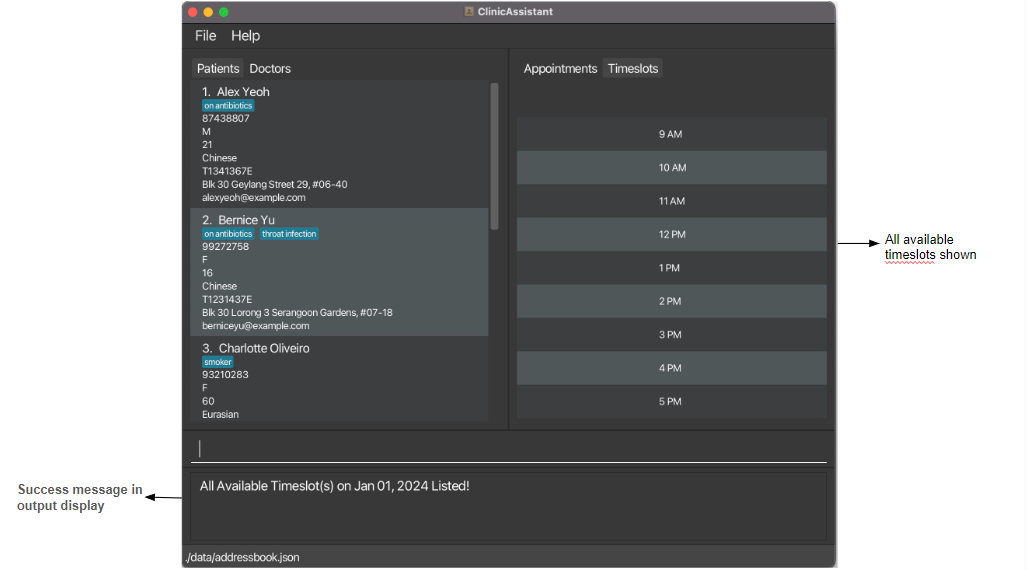 ClinicAssistant
File Help
Patients Doctors
1. Alex Yeoh
on antibiotics
87438807
M
21
Chinese
T1341367E
Blk 30 Geylang Street 29, #06-40
alexyeoh@example.com
2. Bernice Yu
on antibiotics throat infection
99272758
F
16
Chinese
T1231437E
Blk 30 Lorong 3 Serangoon Gardens, #07-18
berniceyu@example.com
3. Charlotte Oliveiro
smoker
93210283
F
60
Eurasian
Appointments Timeslots
9 AM
10 AM
11 AM
12 PM
1 PM
2 PM
3 PM
4 PM
5 PM
All available
timeslots shown
Success message in
output display
All Available Timeslot(s) on Jan 01, 2024 Listed!
./data/addressbook.json